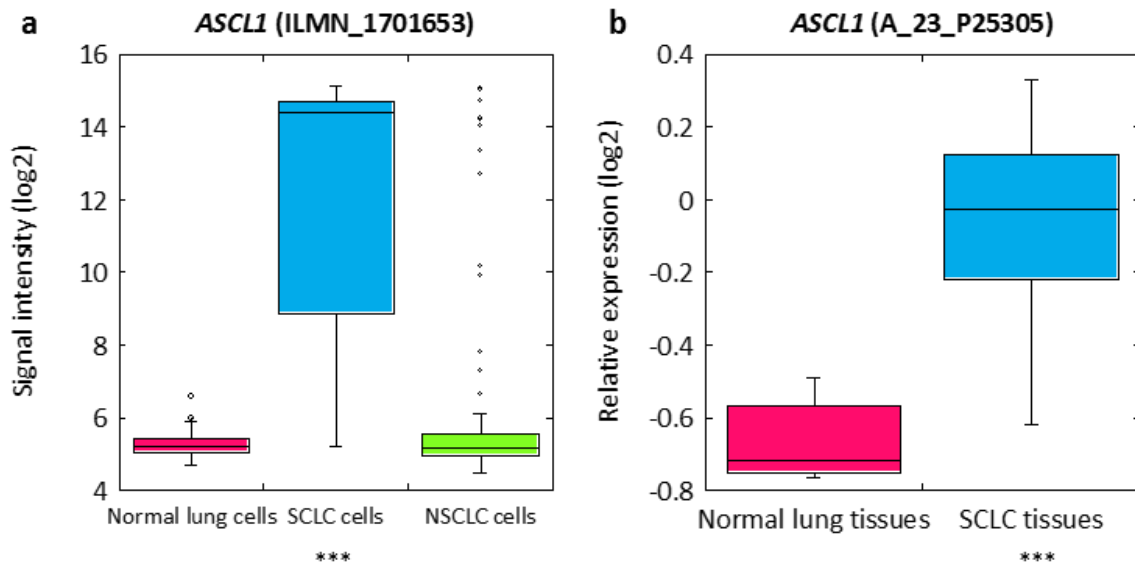 a
ASCL1 (ILMN_1701653)
Signal intensity (log2)
16
14
12
10
8
6
4
Normal lung cells
SCLC cells
NSCLC cells
***
b
ASCL1 (A_23_P25305)
Relative expression (log2)
0.4
0.2
0
-0.2
-0.4
-0.6
-0.8
Normal lung tissues
SCLC tissues
***